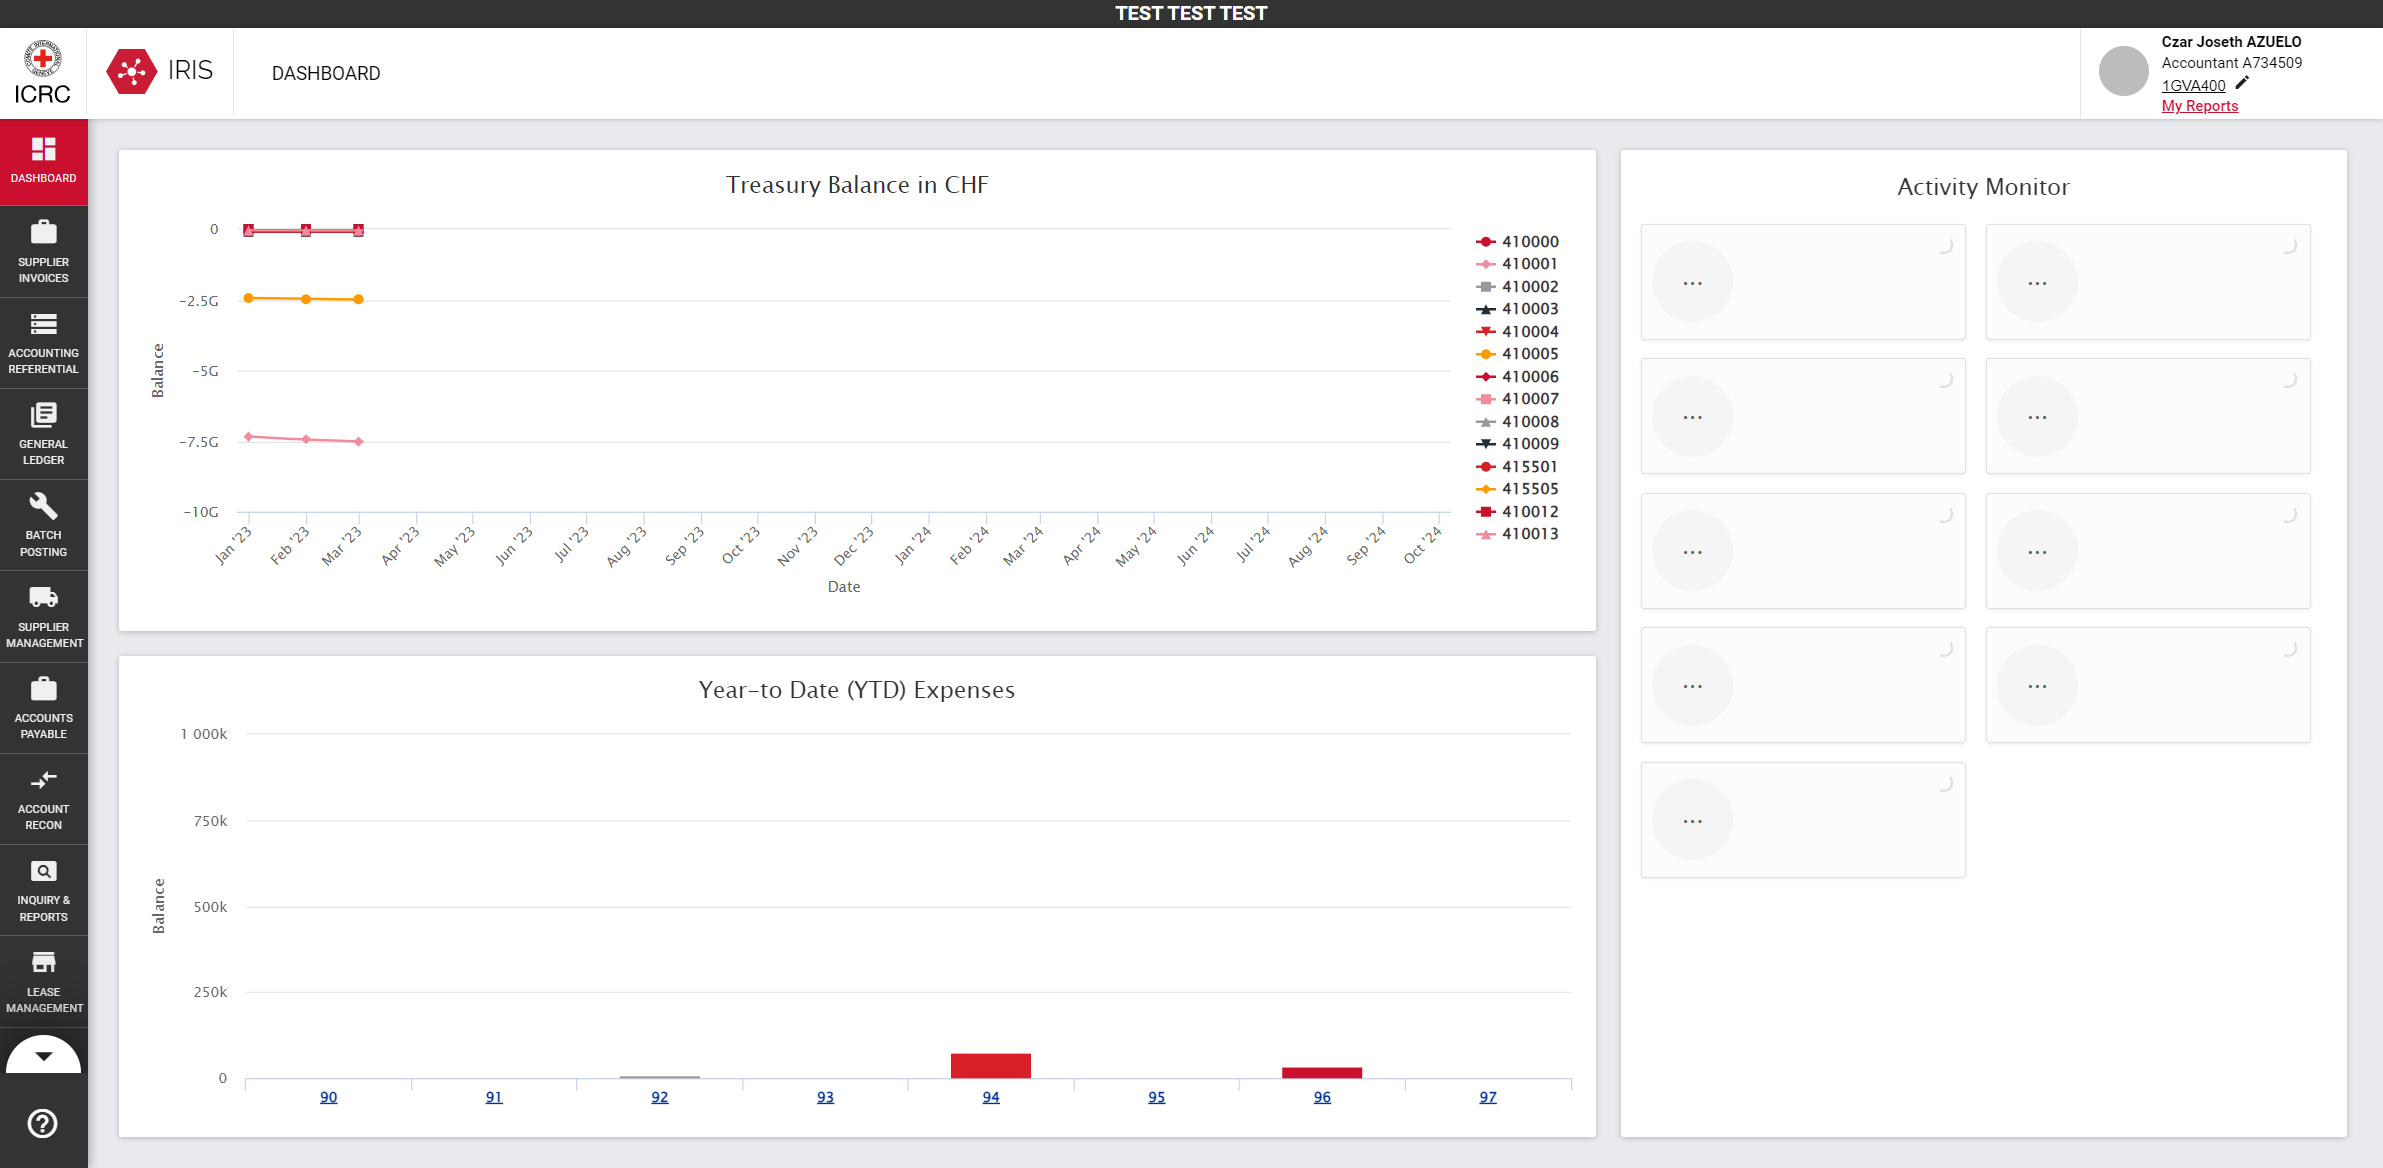 TEST TEST TEST
ICRC
IRIS
DASHBOARD
Czar Joseth AZUELO
Accountant A734509
1GVA400
My Reports
DASHBOARD
SUPPLIER
INVOICES
ACCOUNTING
REFERENTIAL
GENERAL
LEDGER
BATCH
POSTING
SUPPLIER
MANAGEMENT
ACCOUNTS
PAYABLE
ACCOUNT
RECON
INQUIRY &
REPORTS
LEASE
MANAGEMENT
Treasury Balance in CHF
Balance
0
-2.5G
-5G
-7.5G
-10G
Jan '23
Feb '23
Mar '23
Apr '23
May '23
Jun '23
Jul '23
Aug '23
Sep '23
Oct '23
Nov '23
Dec '23
Jan '24
Feb '24
Mar '24
Apr '24
May '24
Jun '24
Jul '24
Aug '24
Sep '24
Oct '24
Date
410000
410001
410002
410003
410004
410005
410006
410007
410008
410009
415501
415505
410012
410013
Year-to Date (YTD) Expenses
Balance
1 000k
750k
500k
250k
0
90
91
92
93
94
95
96
97
Activity Monitor
...
...
...
...
...
...
...
...
...